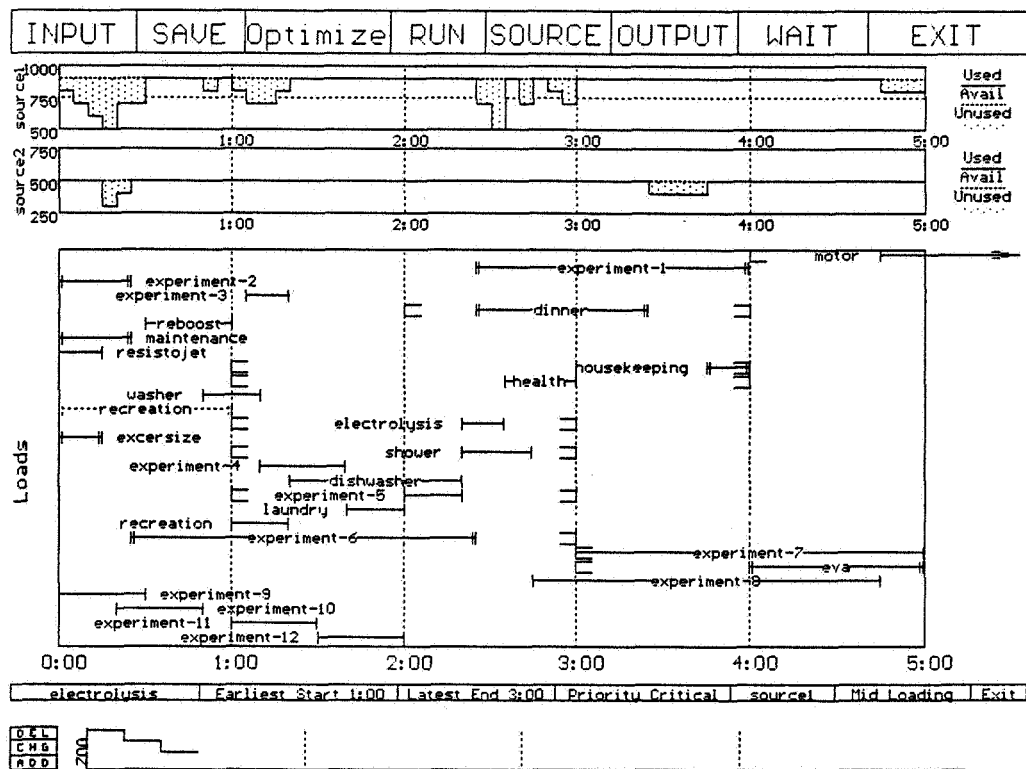 INPUT SAVE Optimize RUN SOURCE OUTPUT WAIT EXIT
source1
1000
750
500
1:00 2:00 3:00 4:00 5:00
Used
Avail
Unused
source2
750
500
250
1:00 2:00 3:00 4:00 5:00
Used
Avail
Unused
Loads
motor
experiment-1
experiment-2
experiment-3
dinner
reboost
maintenance
resistojet
housekeeping
health
washer
recreation
electrolysis
excersize
shower
experiment-4
dishwasher
experiment-5
laundry
recreation
experiment-6
experiment-7
eva
experiment-8
experiment-9
experiment-10
experiment-11
experiment-12
0:00 1:00 2:00 3:00 4:00 5:00
electrolysis Earliest Start 1:00 Latest End 3:00 Priority Critical source1 Mid Loading Exit
DEL
CHG
ADD
200